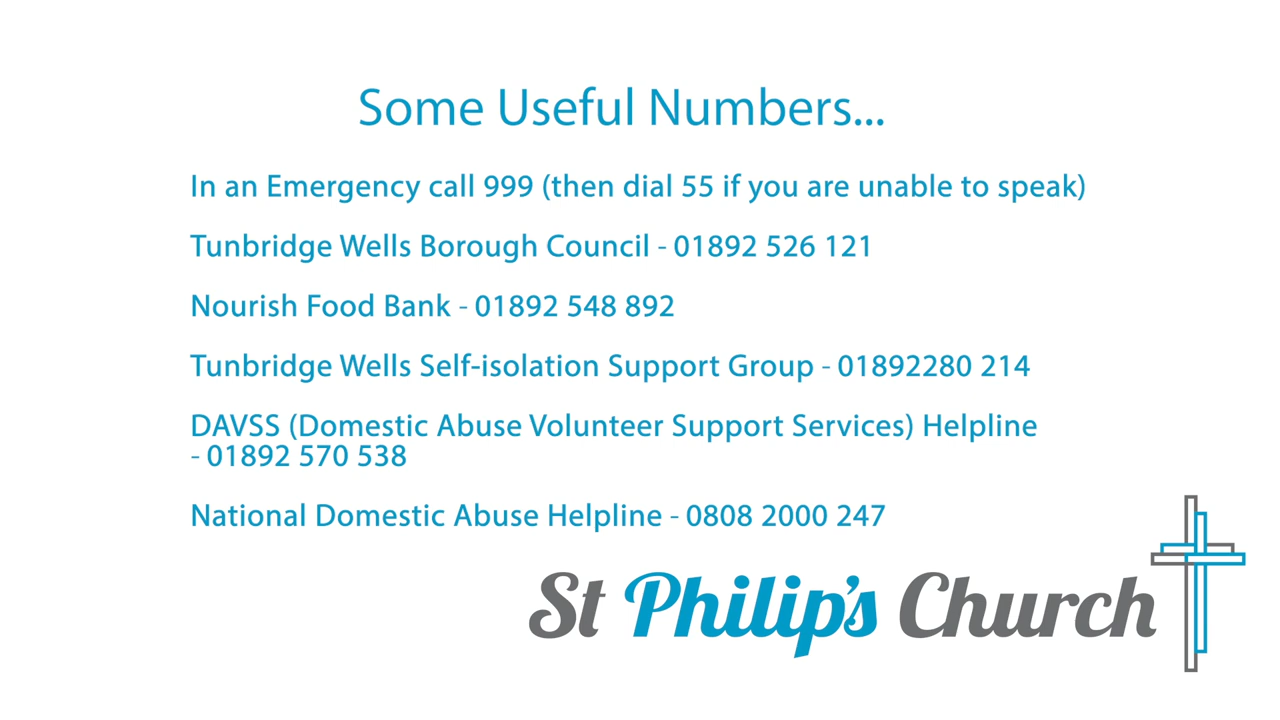 Some Useful Numbers...
In an Emergency call 999 (then dial 55 if you are unable to speak)
Tunbridge Wells Borough Council - 01892 526 121
Nourish Food Bank - 01892 548 892
Tunbridge Wells Self-isolation Support Group - 01892280 214
DAVSS (Domestic Abuse Volunteer Support Services) Helpline
- 01892 570 538
National Domestic Abuse Helpline - 0808 2000 247
St Philip's Church